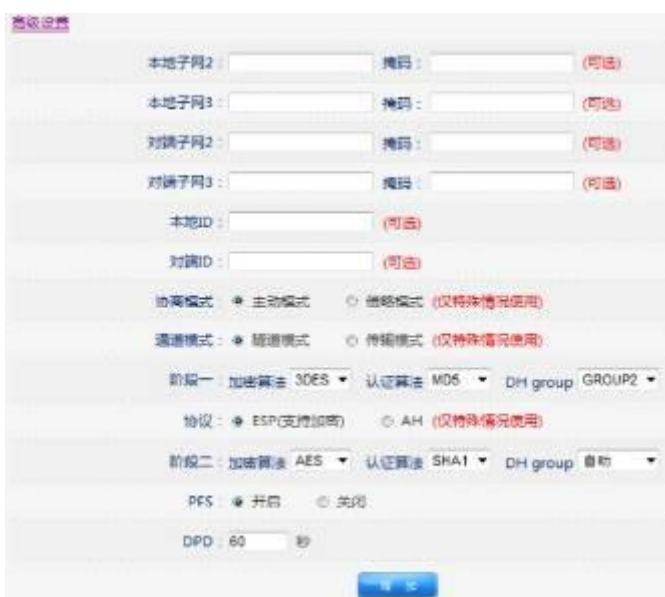 高级设置
本地子网2： 掩码： (可选)
本地子网3： 掩码： (可选)
对端子网2： 掩码： (可选)
对端子网3： 掩码： (可选)
本地ID： (可选)
对端ID： (可选)
协商模式： 主动模式 侵略模式 (仅特殊情况使用)
通道模式： 隧道模式 传输模式 (仅特殊情况使用)
阶段一： 加密算法 3DES 认证算法 MD5 DH group GROUP2
协议： ESP(支持加密) AH (仅特殊情况使用)
阶段二： 加密算法 AES 认证算法 SHA1 DH group 自动
PFS： 开启 关闭
DPD： 60 秒